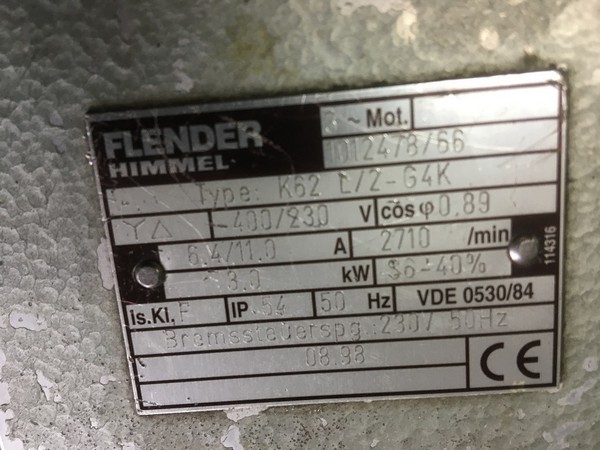 FLENDER
HIMMEL
3 ~ Mot.
1012478/66
Type: K62 L/2-G4K
Y△ 400/230 V cosφ 0.89
6.4/11.0 A 2710 /min
3.0 kW S6-40%
is.Kl. F IP 54 50 Hz VDE 0530/84
Bremssteuerspg.:230V 50Hz
08.98
CE
114316